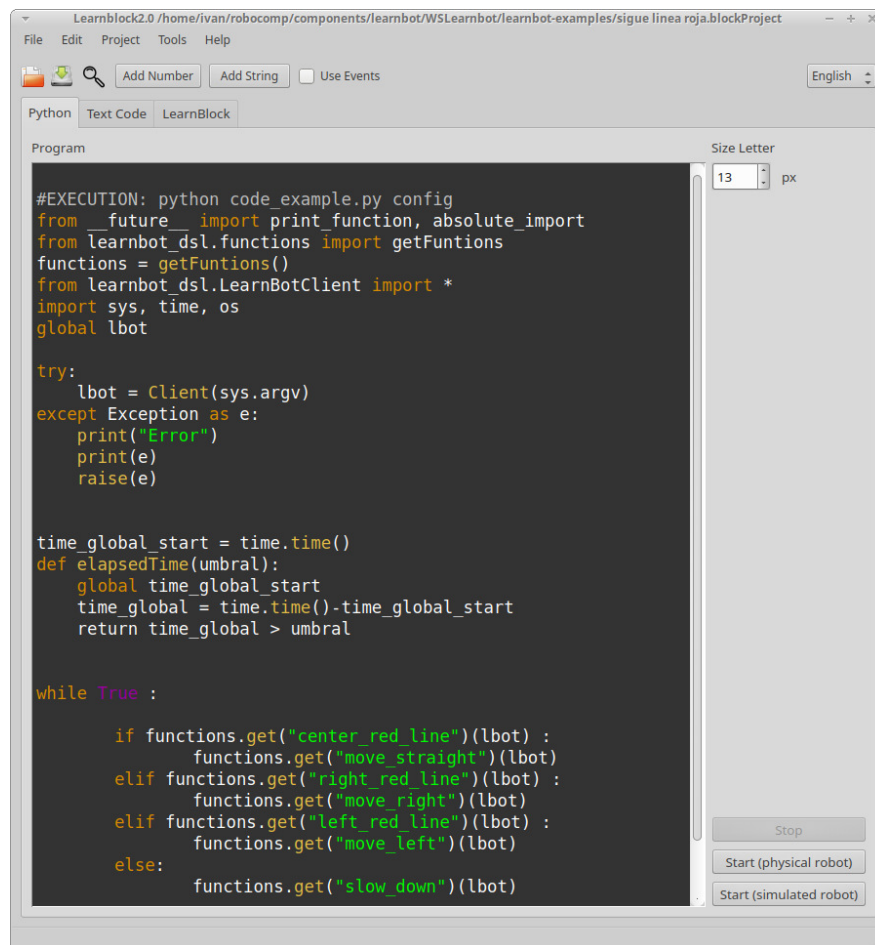 Learnblock2.0 /home/ivan/robocomp/components/learnbot/WSLearnbot/learnbot-examples/sigue linea roja.blockProject
File Edit Project Tools Help
Add Number Add String Use Events English
Python Text Code LearnBlock
Program
Size Letter
13 px
#EXECUTION: python code_example.py config
from __future__ import print_function, absolute_import
from learnbot_dsl.functions import getFuntions
functions = getFuntions()
from learnbot_dsl.LearnBotClient import *
import sys, time, os
global lbot
try:
    lbot = Client(sys.argv)
except Exception as e:
    print("Error")
    print(e)
    raise(e)
time_global_start = time.time()
def elapsedTime(umbral):
    global time_global_start
    time_global = time.time()-time_global_start
    return time_global > umbral
while True :
        if functions.get("center_red_line")(lbot) :
                functions.get("move_straight")(lbot)
        elif functions.get("right_red_line")(lbot) :
                functions.get("move_right")(lbot)
        elif functions.get("left_red_line")(lbot) :
                functions.get("move_left")(lbot)
        else:
                functions.get("slow_down")(lbot)
Stop
Start (physical robot)
Start (simulated robot)